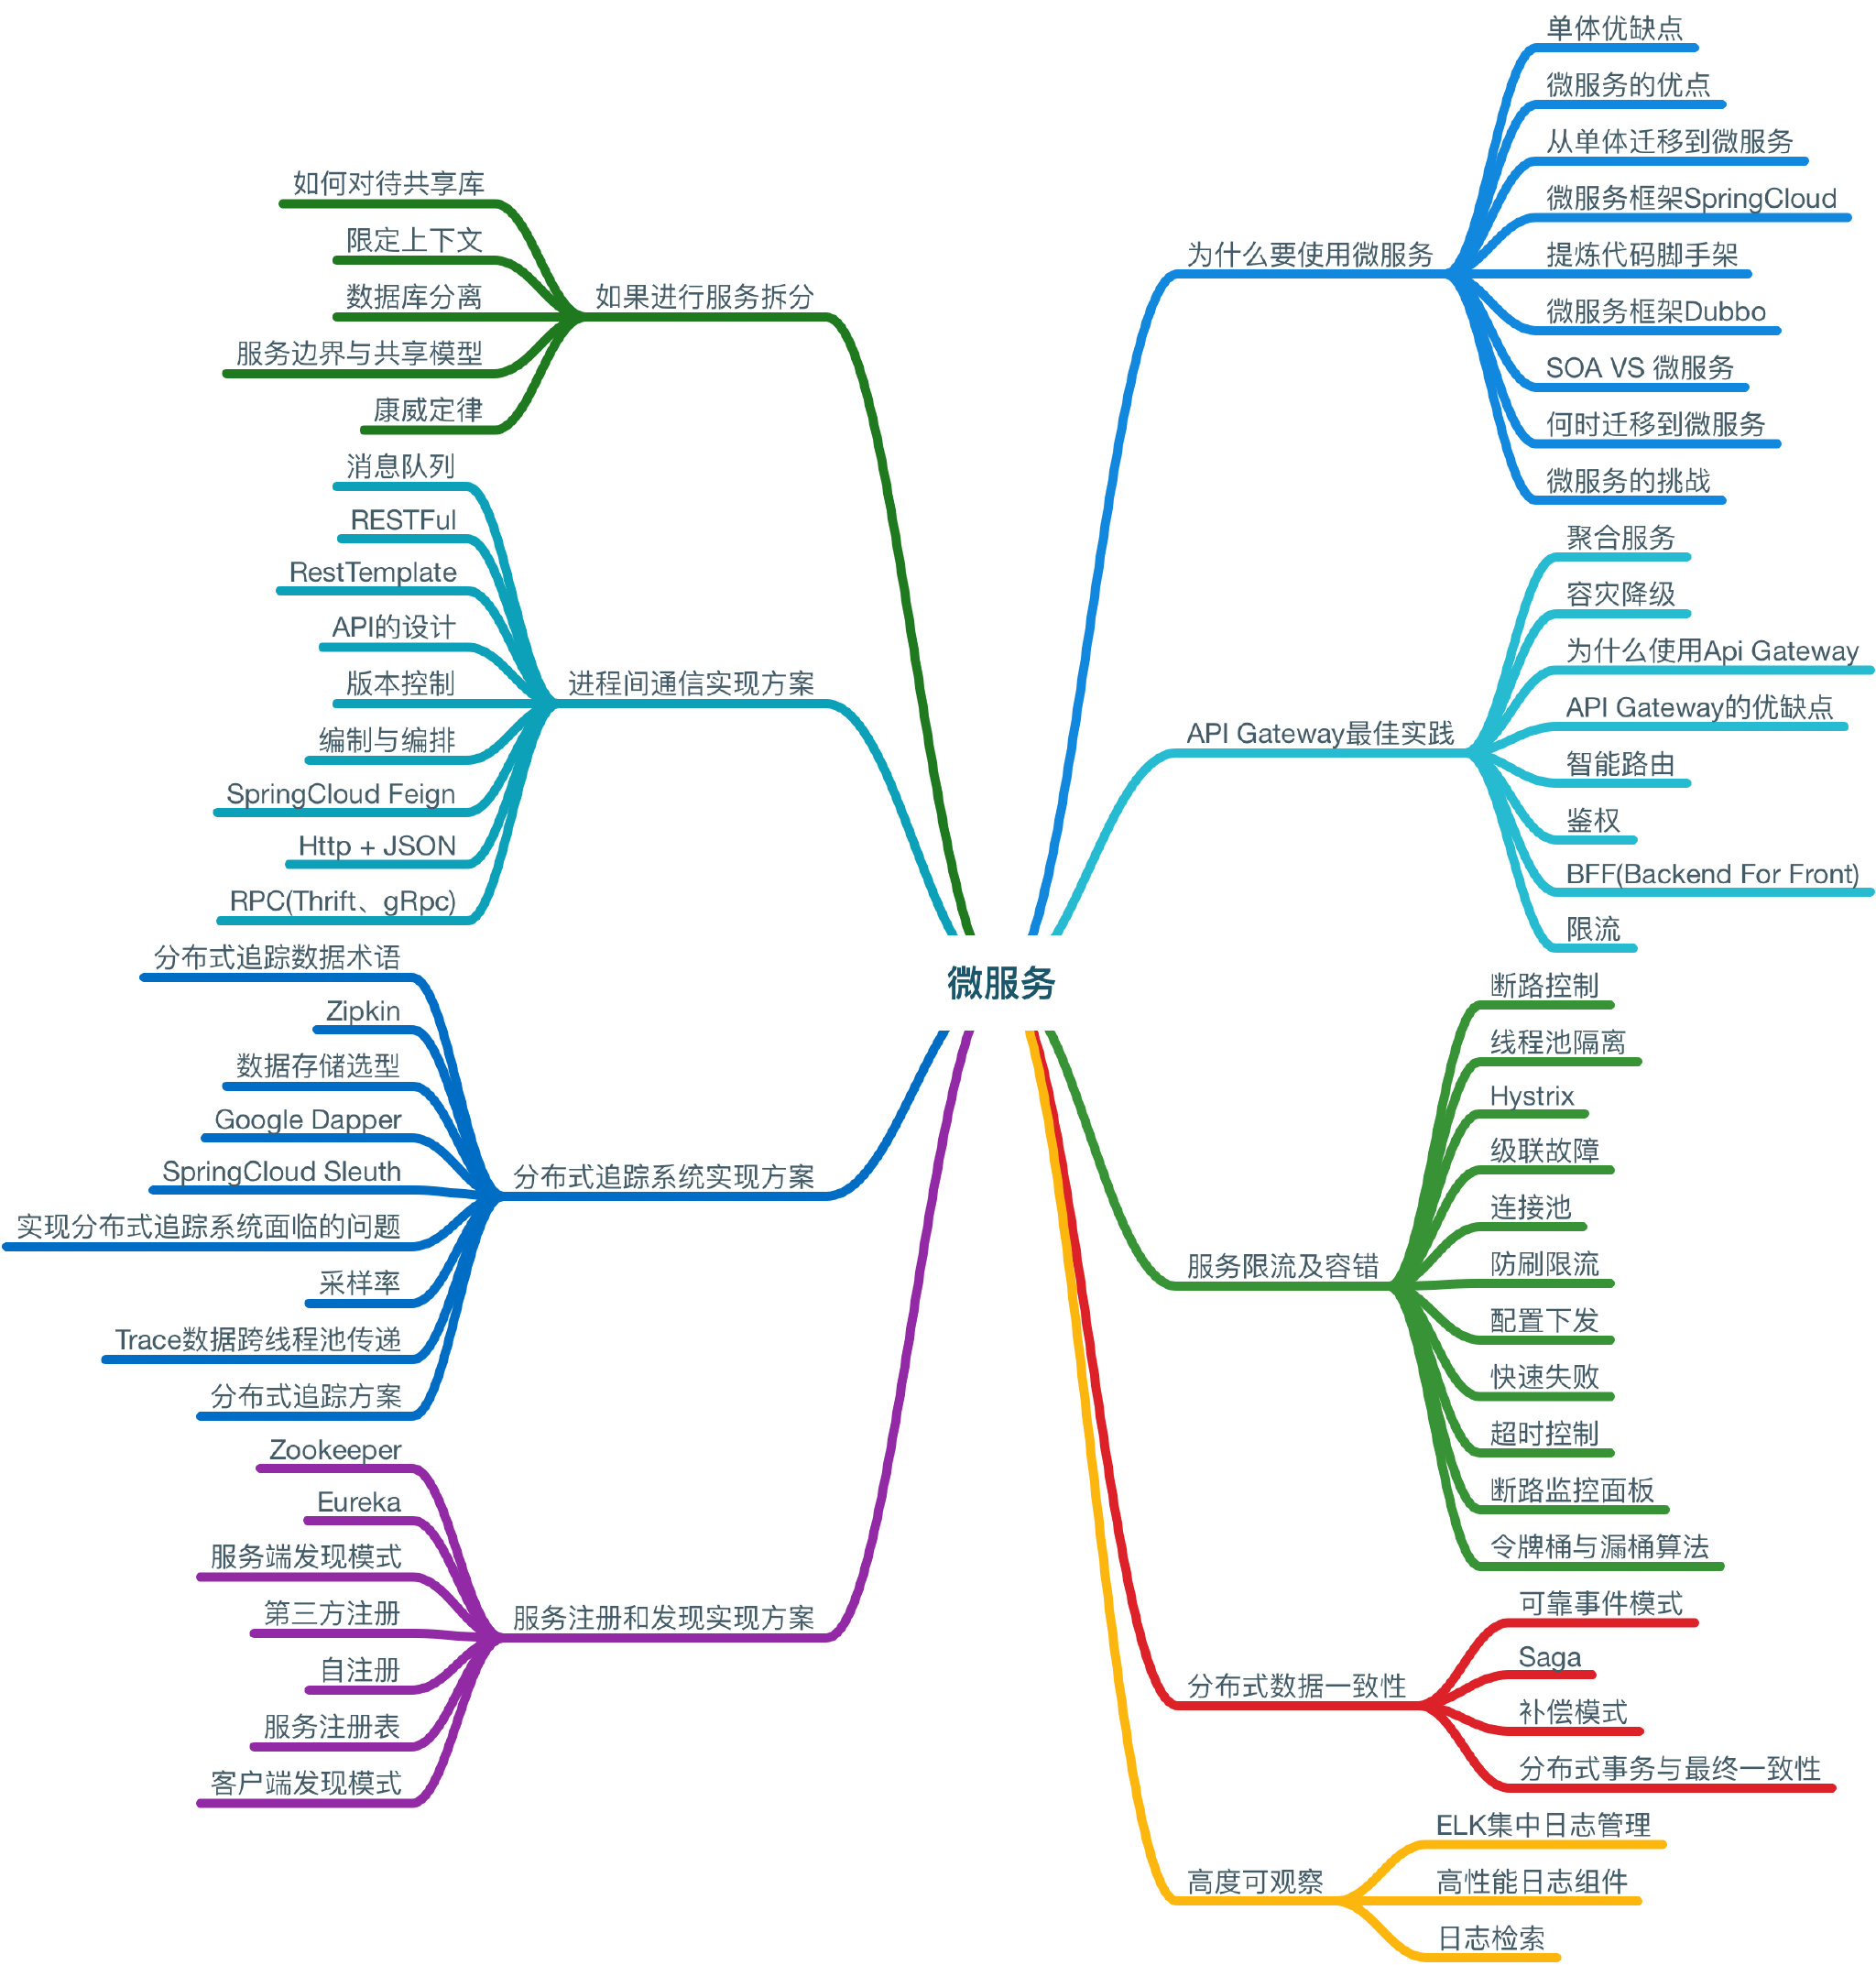 微服务
为什么要使用微服务
单体优缺点
微服务的优点
从单体迁移到微服务
微服务框架SpringCloud
提炼代码脚手架
微服务框架Dubbo
SOA VS 微服务
何时迁移到微服务
微服务的挑战
API Gateway最佳实践
聚合服务
容灾降级
为什么使用Api Gateway
API Gateway的优缺点
智能路由
鉴权
BFF(Backend For Front)
限流
服务限流及容错
断路控制
线程池隔离
Hystrix
级联故障
连接池
防刷限流
配置下发
快速失败
超时控制
断路监控面板
令牌桶与漏桶算法
分布式数据一致性
可靠事件模式
Saga
补偿模式
分布式事务与最终一致性
高度可观察
ELK集中日志管理
高性能日志组件
日志检索
如果进行服务拆分
如何对待共享库
限定上下文
数据库分离
服务边界与共享模型
康威定律
进程间通信实现方案
消息队列
RESTFul
RestTemplate
API的设计
版本控制
编制与编排
SpringCloud Feign
Http + JSON
RPC(Thrift、gRpc)
分布式追踪系统实现方案
分布式追踪数据术语
Zipkin
数据存储选型
Google Dapper
SpringCloud Sleuth
实现分布式追踪系统面临的问题
采样率
Trace数据跨线程池传递
分布式追踪方案
服务注册和发现实现方案
Zookeeper
Eureka
服务端发现模式
第三方注册
自注册
服务注册表
客户端发现模式